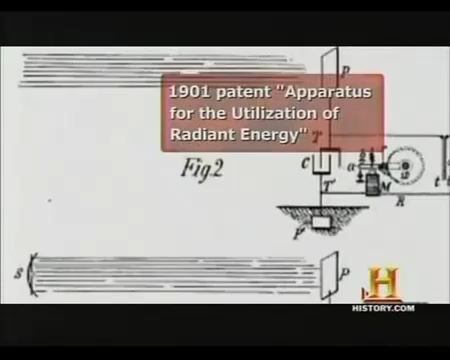 1901 patent "Apparatus
for the Utilization of
Radiant Energy"
P
T
Fig.2
C
a
T'
M
R
P'
S
P
H
HISTORY.COM